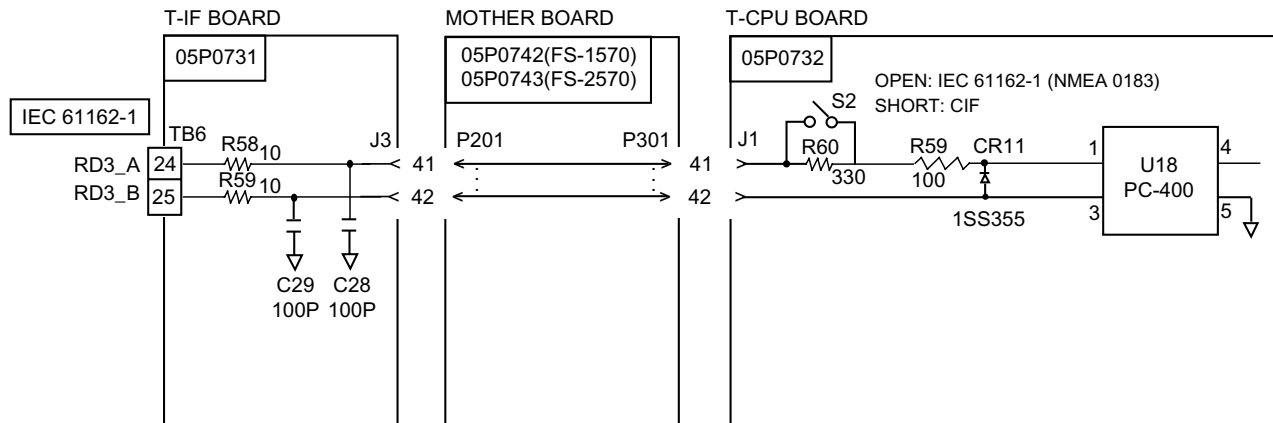 T-IF BOARD
MOTHER BOARD
T-CPU BOARD
05P0731
05P0742(FS-1570)
05P0743(FS-2570)
05P0732
OPEN: IEC 61162-1 (NMEA 0183)
SHORT: CIF
IEC 61162-1
S2
TB6
R58
10
J3
P201
P301
J1
R60
330
R59
100
CR11
1
4
RD3_A
24
41
41
U18
PC-400
RD3_B
25
R59
10
42
42
3
5
1SS355
C29
100P
C28
100P